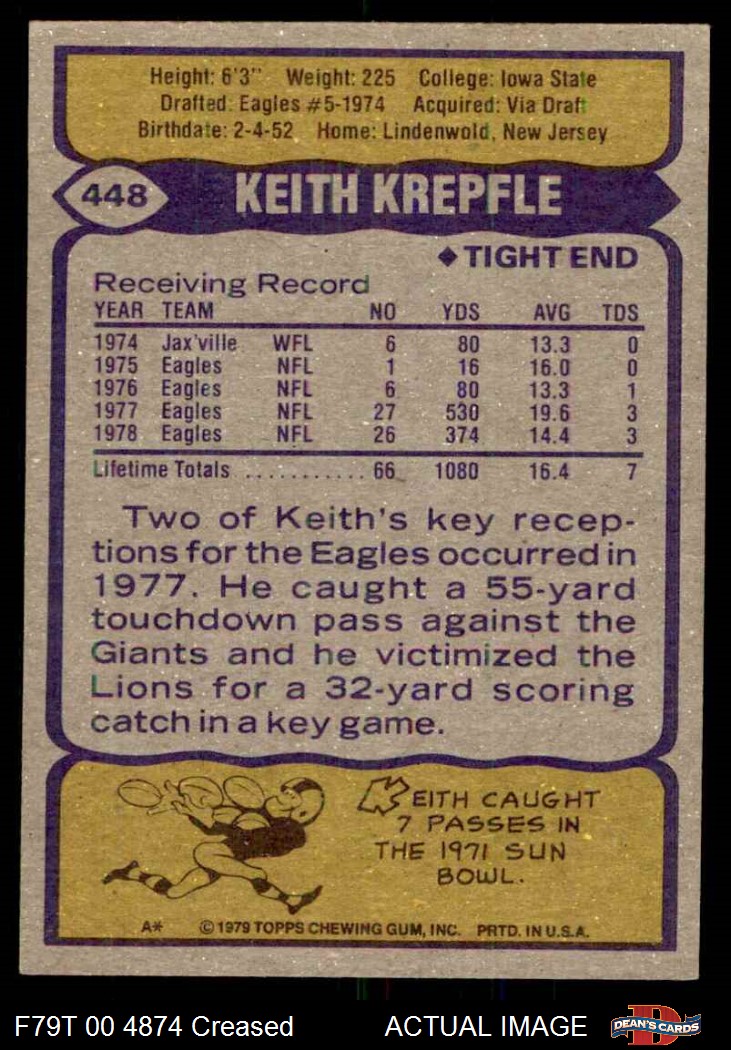 Height: 6'3" Weight: 225 College: Iowa State
Drafted: Eagles #5-1974 Acquired: Via Draft
Birthdate: 2-4-52 Home: Lindenwold, New Jersey
448 KEITH KREPFLE
◆TIGHT END
Receiving Record
YEAR TEAM NO YDS AVG TDS
1974 Jax'ville WFL 6 80 13.3 0
1975 Eagles NFL 1 16 16.0 0
1976 Eagles NFL 6 80 13.3 1
1977 Eagles NFL 27 530 19.6 3
1978 Eagles NFL 26 374 14.4 3
Lifetime Totals ............ 66 1080 16.4 7
Two of Keith's key recep-
tions for the Eagles occurred in
1977. He caught a 55-yard
touchdown pass against the
Giants and he victimized the
Lions for a 32-yard scoring
catch in a key game.
KEITH CAUGHT
7 PASSES IN
THE 1971 SUN
BOWL.
A* ©1979 TOPPS CHEWING GUM, INC. PRTD. IN U.S.A.
F79T 00 4874 Creased ACTUAL IMAGE D DEAN'S CARDS